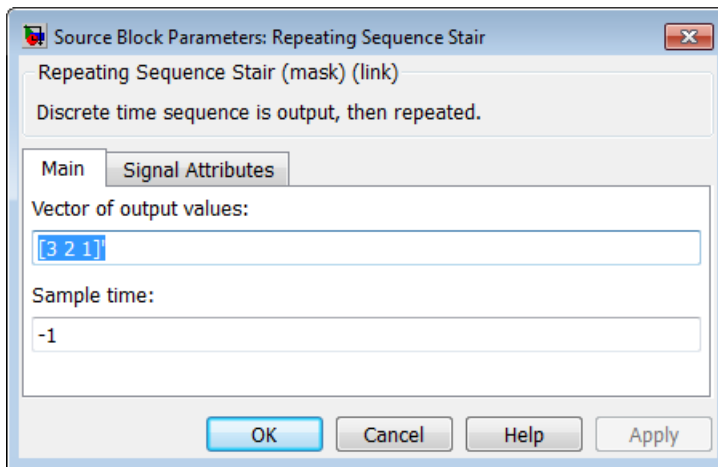 Source Block Parameters: Repeating Sequence Stair
Repeating Sequence Stair (mask) (link)
Discrete time sequence is output, then repeated.
Main Signal Attributes
Vector of output values:
[3 2 1]'
Sample time:
-1
OK Cancel Help Apply